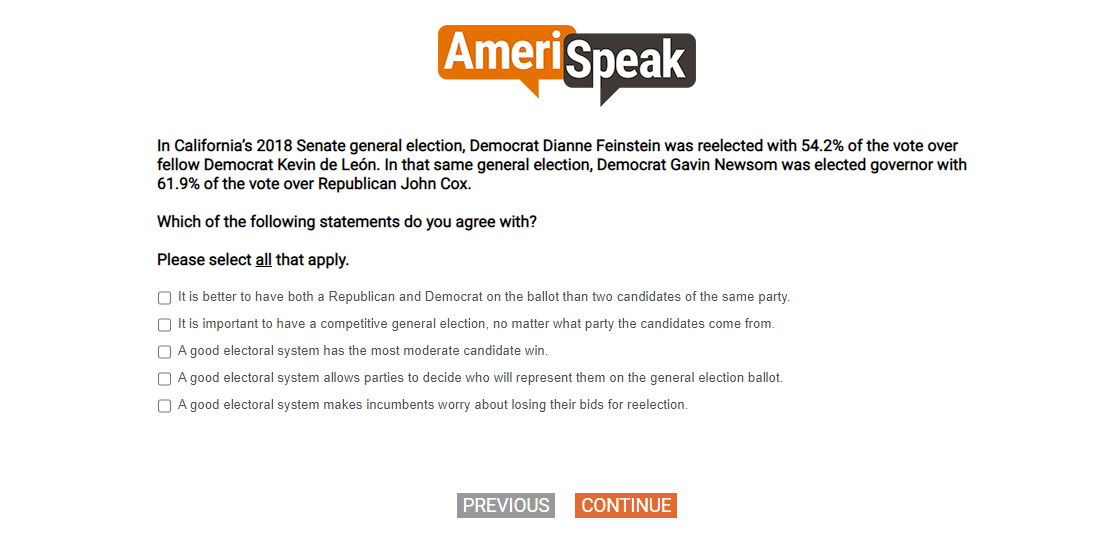 AmeriSpeak
In California's 2018 Senate general election, Democrat Dianne Feinstein was reelected with 54.2% of the vote over
fellow Democrat Kevin de León. In that same general election, Democrat Gavin Newsom was elected governor with
61.9% of the vote over Republican John Cox.
Which of the following statements do you agree with?
Please select all that apply.
It is better to have both a Republican and Democrat on the ballot than two candidates of the same party.
It is important to have a competitive general election, no matter what party the candidates come from.
A good electoral system has the most moderate candidate win.
A good electoral system allows parties to decide who will represent them on the general election ballot.
A good electoral system makes incumbents worry about losing their bids for reelection.
PREVIOUS CONTINUE